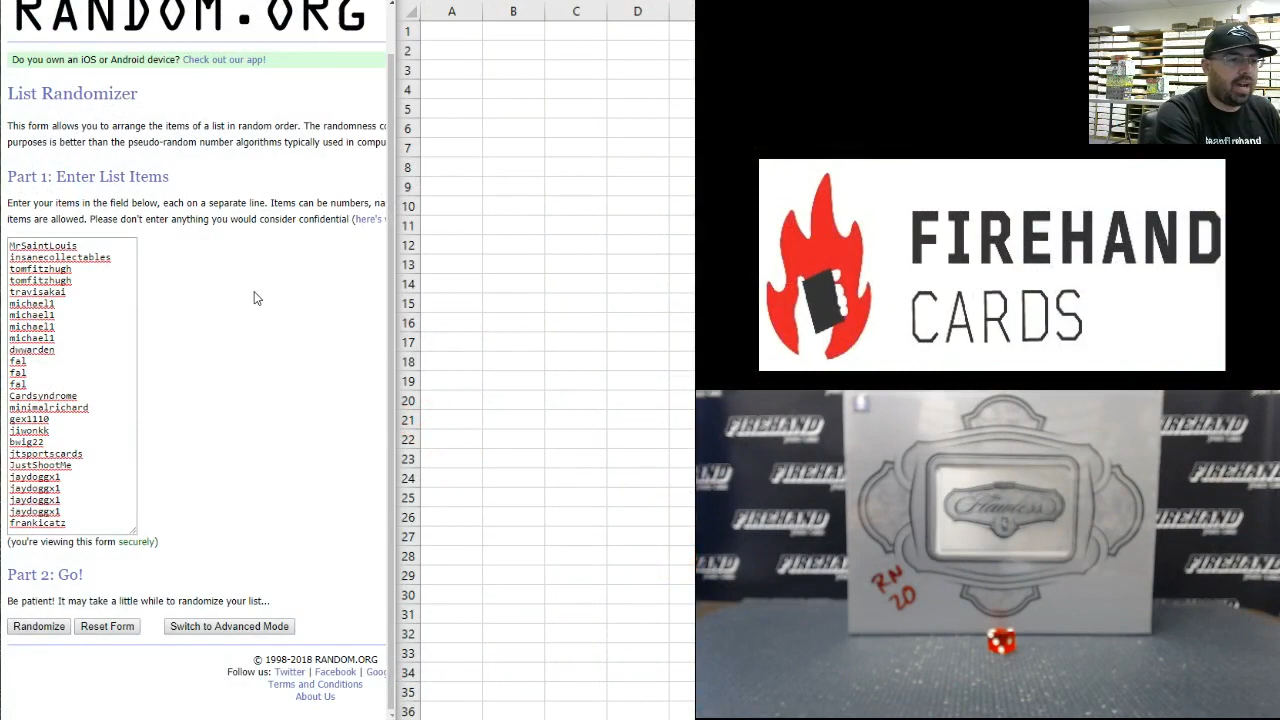 RANDOM.ORG
Do you own an iOS or Android device? Check out our app!
List Randomizer
This form allows you to arrange the items of a list in random order. The randomness co
purposes is better than the pseudo-random number algorithms typically used in compu
Part 1: Enter List Items
Enter your items in the field below, each on a separate line. Items can be numbers, na
items are allowed. Please don't enter anything you would consider confidential (here's
MrSaintLouis
insanecollectables
tomfitzhugh
tomfitzhugh
travisakai
michael1
michael1
michael1
michael1
dwwarden
fal
fal
fal
Cardsyndrome
minimalrichard
gex1110
jiwonkk
bwig22
jtsportscards
JustShootMe
jaydoggx1
jaydoggx1
jaydoggx1
jaydoggx1
frankicatz
(you're viewing this form securely)
Part 2: Go!
Be patient! It may take a little while to randomize your list...
Randomize Reset Form Switch to Advanced Mode
© 1998-2018 RANDOM.ORG
Follow us: Twitter | Facebook | Goog
Terms and Conditions
About Us
A B C D
1
2
3
4
5
6
7
8
9
10
11
12
13
14
15
16
17
18
19
20
21
22
23
24
25
26
27
28
29
30
31
32
33
34
35
36
FIREHAND
CARDS
FIREHAND
FIREHAND
FIREHAND
FIREHAND
FIREHAND
FIREHAND
Flawless
RN
20